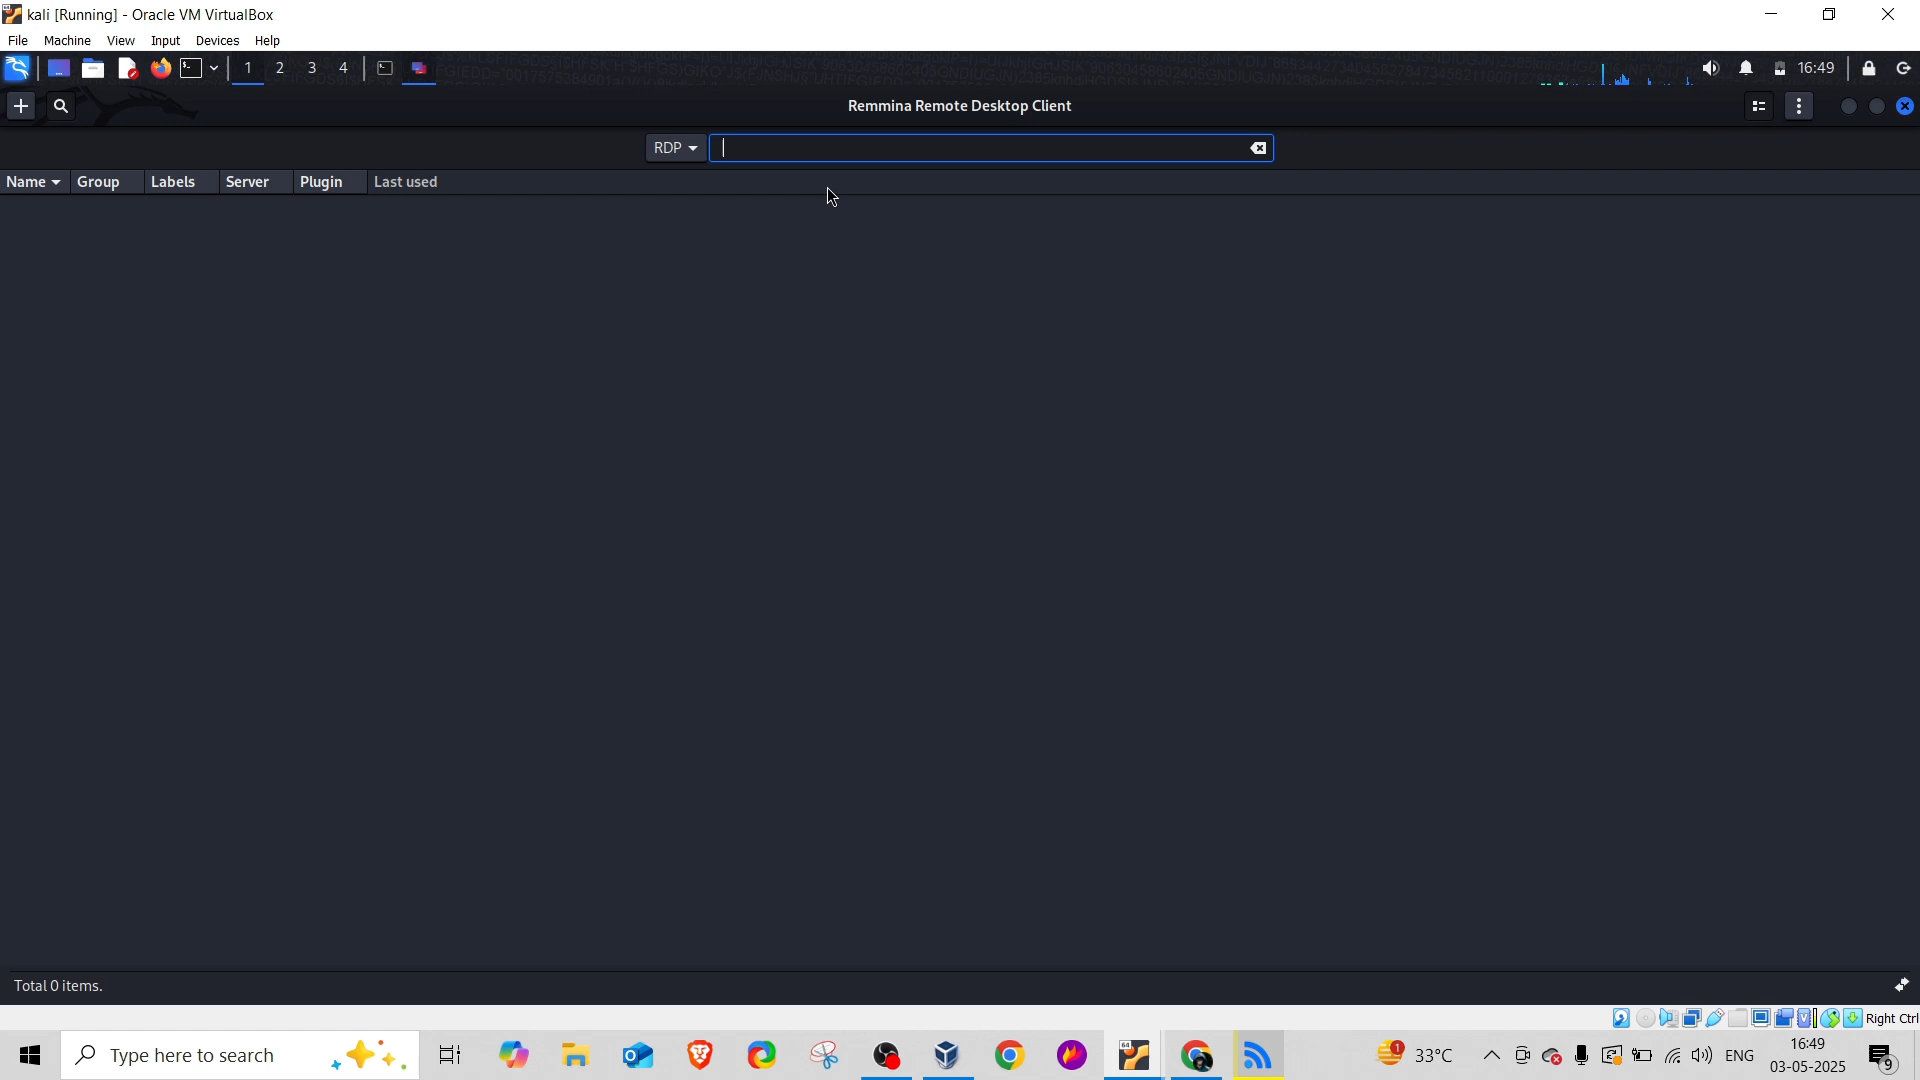 kali [Running] - Oracle VM VirtualBox
File Machine View Input Devices Help
1 2 3 4 16:49
Remmina Remote Desktop Client
RDP
Name Group Labels Server Plugin Last used
Total 0 items.
Right Ctrl
Type here to search 1 33°C ENG 16:49
03-05-2025 9